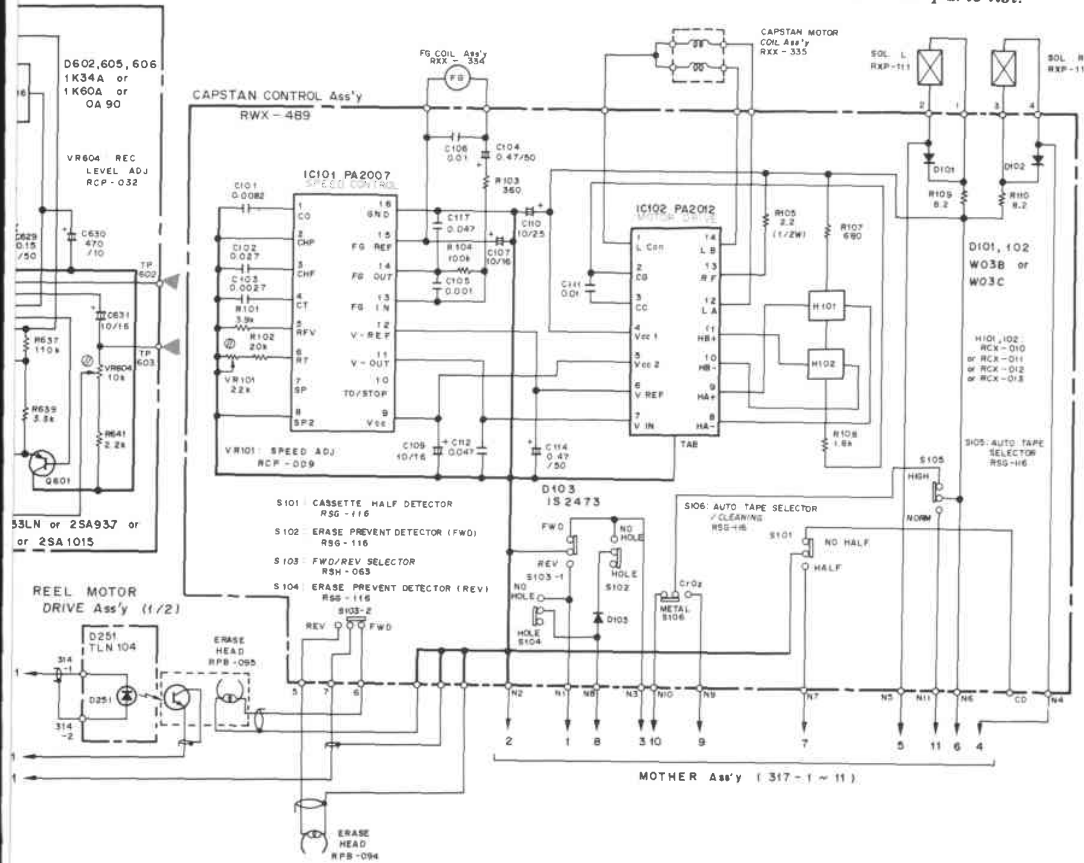 D602,605,606
1K34A or
1K60A or
OA 90
VR604 : REC
LEVEL ADJ
RCP-032
C630
470
/10
0.15
/50
TP
602
C631
10/16
TP
603
R637
110k
VR604
10k
R639
3.3k
R641
2.2k
Q601
33LN or 2SA937 or
or 2SA1015
CAPSTAN CONTROL Ass'y
RWX-489
FG COIL Ass'y
RXX-334
FG
CAPSTAN MOTOR
COIL Ass'y
RXX-335
SOL. L
RXP-111
SOL. R
2
1
3
4
C101
0.0082
C102
0.027
C103
0.0027
R101
3.9k
R102
20k
VR101
22k
IC101 PA2007
SPEED CONTROL
1
CO
2
CHP
3
CHF
4
CT
5
RFV
6
RT
7
SP
8
SP2
16
GND
15
FG REF
14
FG OUT
13
FG IN
12
V-REF
11
V-OUT
10
TD/STOP
9
Vcc
C106
0.01
C104
0.47/50
R103
360
C117
0.047
C110
10/25
R104
100k
C107
10/16
C105
0.001
C109
10/16
C112
0.047
C114
0.47
/50
C111
0.01
IC102 PA2012
MOTOR DRIVE
1
L Con
2
CG
3
CC
4
Vcc1
5
Vcc2
6
V REF
7
V IN
14
LB
13
RF
12
LA
11
HB+
10
HB-
9
HA+
8
HA-
TAB
R105
2.2
(1/2W)
R107
680
H101
H102
R108
1.8k
D101
D102
R109
8.2
R110
8.2
D101, 102
W03B or
W03C
H101, 102:
RCX-010
or RCX-011
or RCX-012
or RCX-013
S105: AUTO TAPE
SELECTOR
RSG-116
VR101: SPEED ADJ
RCP-009
S101 : CASSETTE HALF DETECTOR
RSG-116
S102 : ERASE PREVENT DETECTOR (FWD)
RSG-116
S103 : FWD/REV SELECTOR
RSH-063
S104 : ERASE PREVENT DETECTOR (REV)
RSG-116
D103
1S2473
FWD
REV
S103-1
NO
HOLE
HOLE
S102
NO
HOLE
HOLE
S104
D103
S106: AUTO TAPE SELECTOR
/ CLEANING
RSG-116
METAL
S106
CrO2
S105
HIGH
NORM
S101
NO HALF
HALF
S103-2
REV
FWD
REEL MOTOR
DRIVE Ass'y (1/2)
D251
TLN 104
D251
314
-1
314
-2
ERASE
HEAD
RPB-095
5
7
6
N2
N1
N8
N3
N10
N9
N7
N5
N11
N6
CD
N4
2
1
8
3
10
9
7
5
11
6
4
MOTHER Ass'y (317-1 ~ 11)
ERASE
HEAD
RPB-094